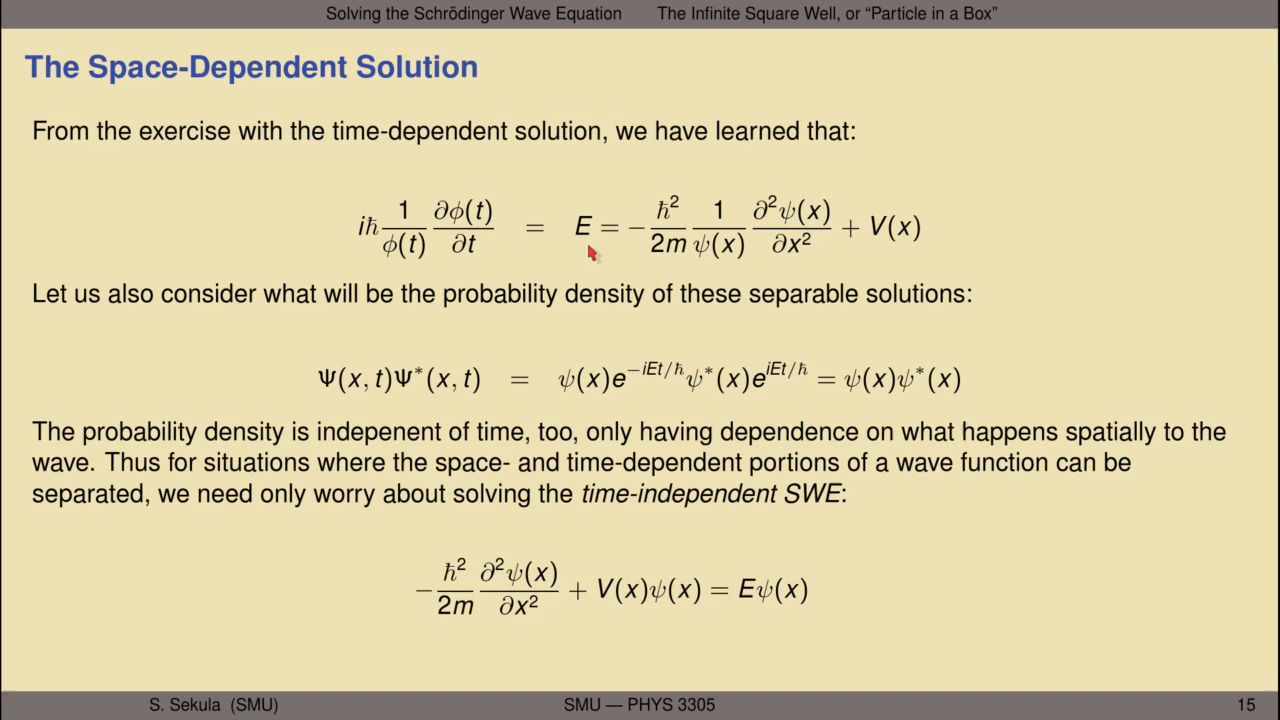 Solving the Schrödinger Wave Equation The Infinite Square Well, or “Particle in a Box”
The Space-Dependent Solution
From the exercise with the time-dependent solution, we have learned that:
iħ 1/ϕ(t) ∂ϕ(t)/∂t = E = − ħ²/2m 1/ψ(x) ∂²ψ(x)/∂x² + V(x)
Let us also consider what will be the probability density of these separable solutions:
Ψ(x, t)Ψ*(x, t) = ψ(x)e^{−iEt/ħ}ψ*(x)e^{iEt/ħ} = ψ(x)ψ*(x)
The probability density is indepenent of time, too, only having dependence on what happens spatially to the
wave. Thus for situations where the space- and time-dependent portions of a wave function can be
separated, we need only worry about solving the time-independent SWE:
− ħ²/2m ∂²ψ(x)/∂x² + V(x)ψ(x) = Eψ(x)
S. Sekula (SMU) SMU — PHYS 3305 15